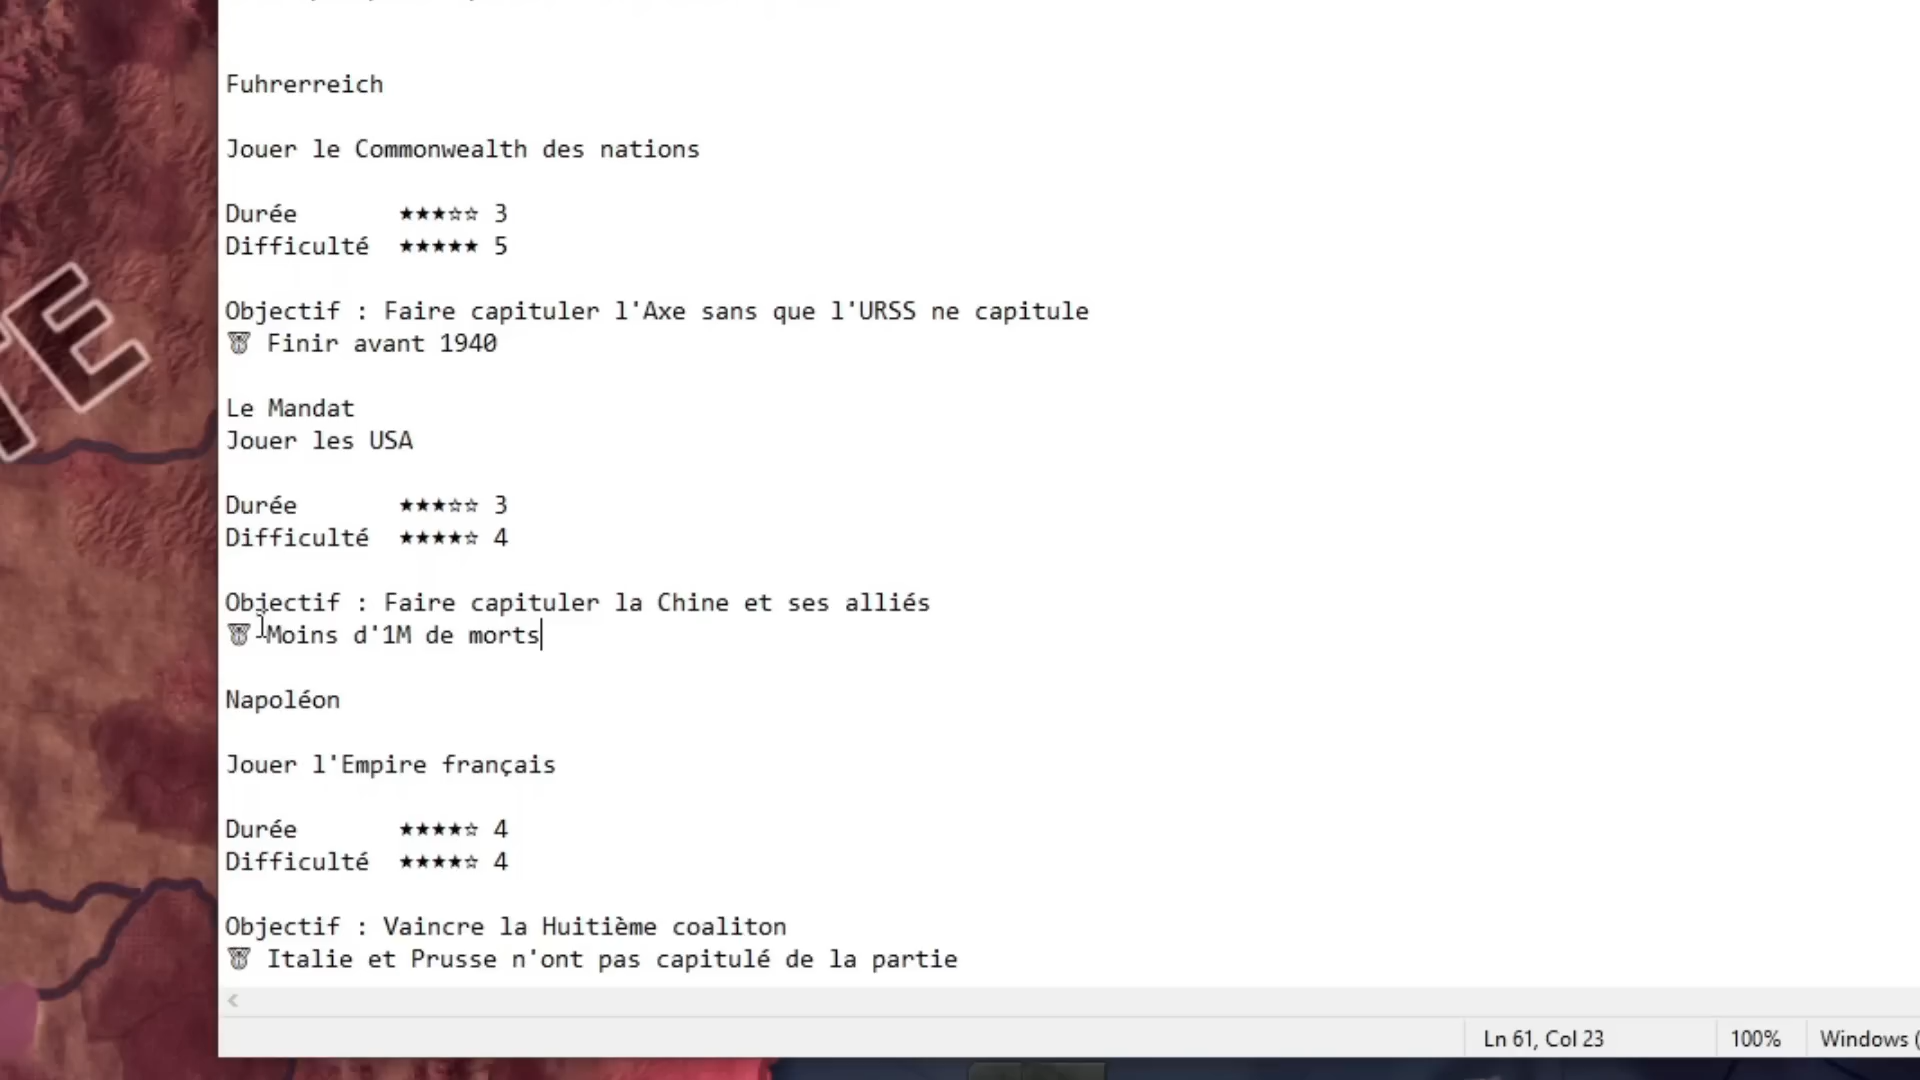 Fuhrerreich
Jouer le Commonwealth des nations
Durée ★★★☆☆ 3
Difficulté ★★★★★ 5
Objectif : Faire capituler l'Axe sans que l'URSS ne capitule
🎖 Finir avant 1940
Le Mandat
Jouer les USA
Durée ★★★☆☆ 3
Difficulté ★★★★☆ 4
Objectif : Faire capituler la Chine et ses alliés
🎖 Moins d'1M de morts
Napoléon
Jouer l'Empire français
Durée ★★★★☆ 4
Difficulté ★★★★☆ 4
Objectif : Vaincre la Huitième coaliton
🎖 Italie et Prusse n'ont pas capitulé de la partie
Ln 61, Col 23 100% Windows (
E